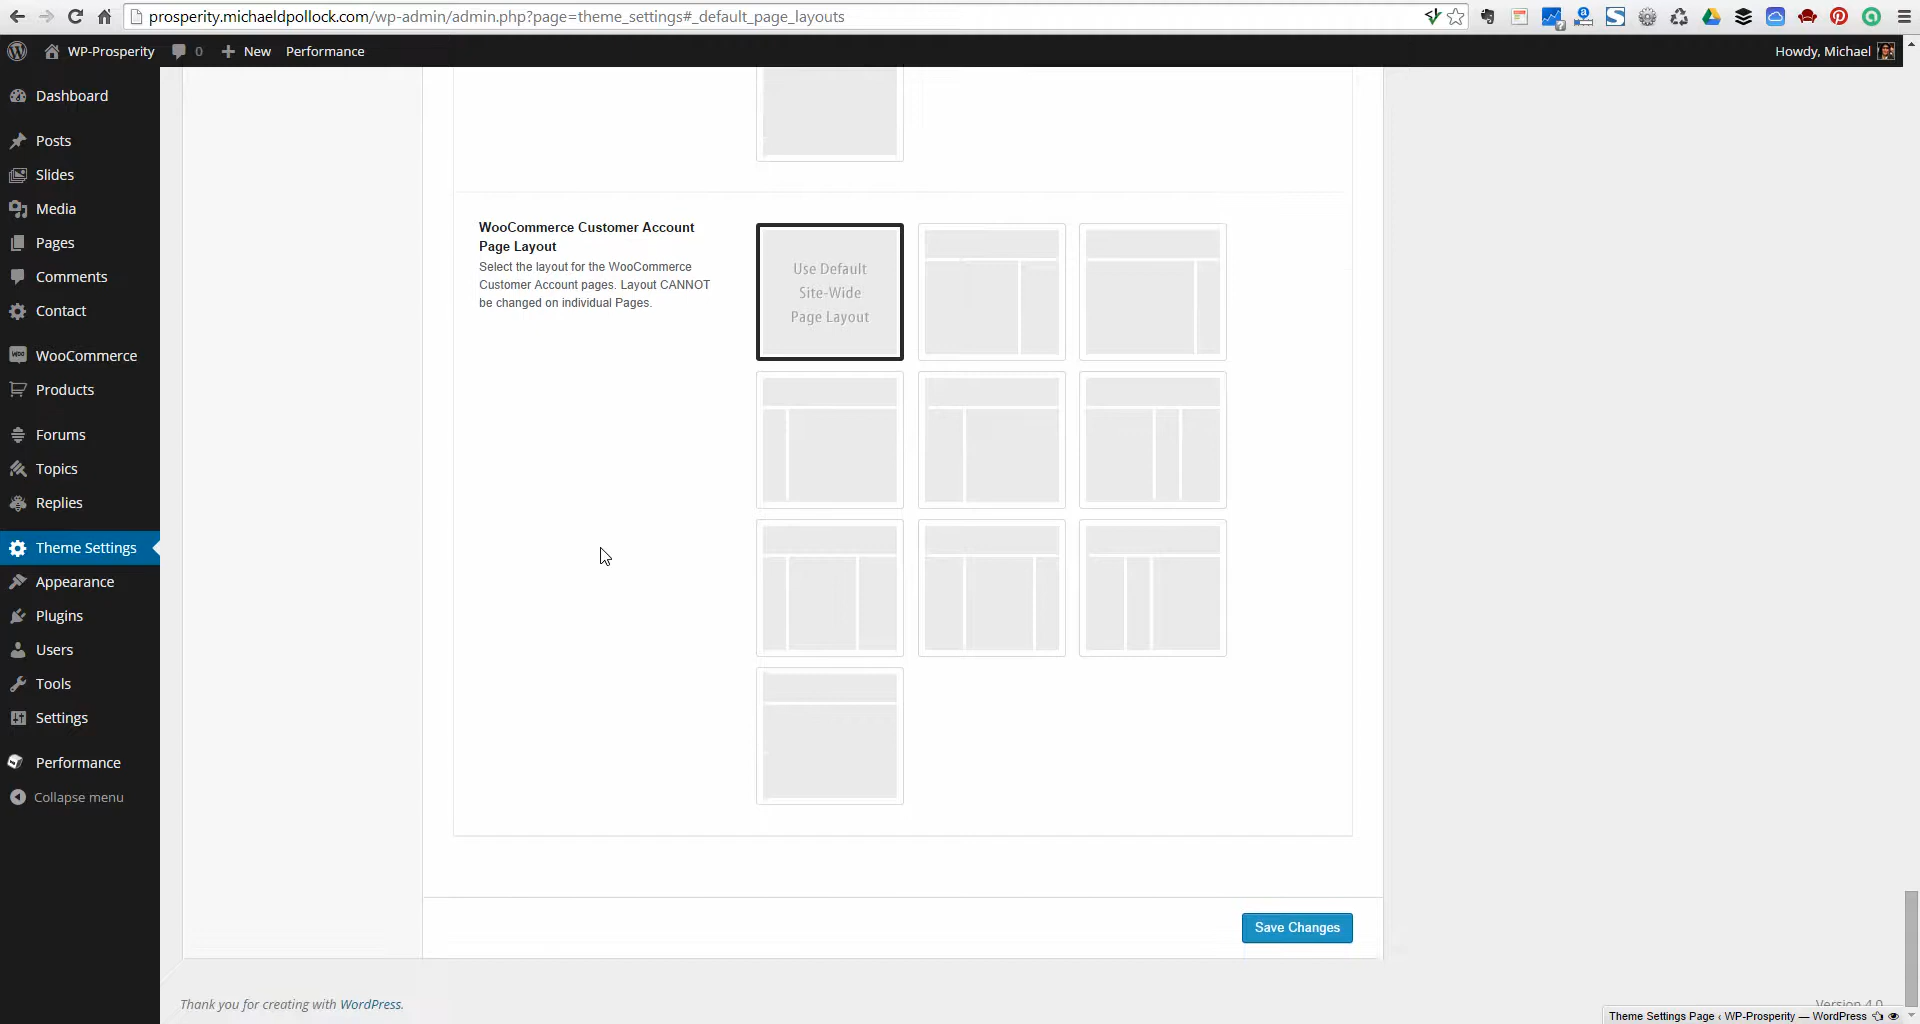 prosperity.michaeldpollock.com/wp-admin/admin.php?page=theme_settings#_default_page_layouts
WP-Prosperity 0 New Performance Howdy, Michael
Dashboard
Posts
Slides
Media
Pages
Comments
Contact
WooCommerce
Products
Forums
Topics
Replies
Theme Settings
Appearance
Plugins
Users
Tools
Settings
Performance
Collapse menu
WooCommerce Customer Account
Page Layout
Select the layout for the WooCommerce
Customer Account pages. Layout CANNOT
be changed on individual Pages.
Use Default
Site-Wide
Page Layout
Save Changes
Thank you for creating with WordPress.
Version 4.0
Theme Settings Page ‹ WP-Prosperity — WordPress